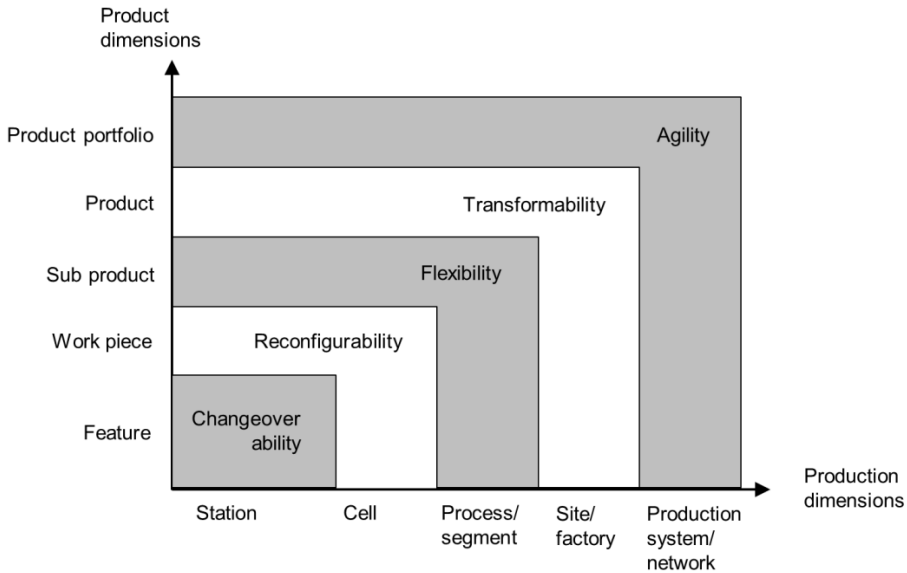 Product
dimensions
Product portfolio
Agility
Product
Transformability
Sub product
Flexibility
Work piece
Reconfigurability
Feature
Changeover
ability
Production
dimensions
Station
Cell
Process/
segment
Site/
factory
Production
system/
network